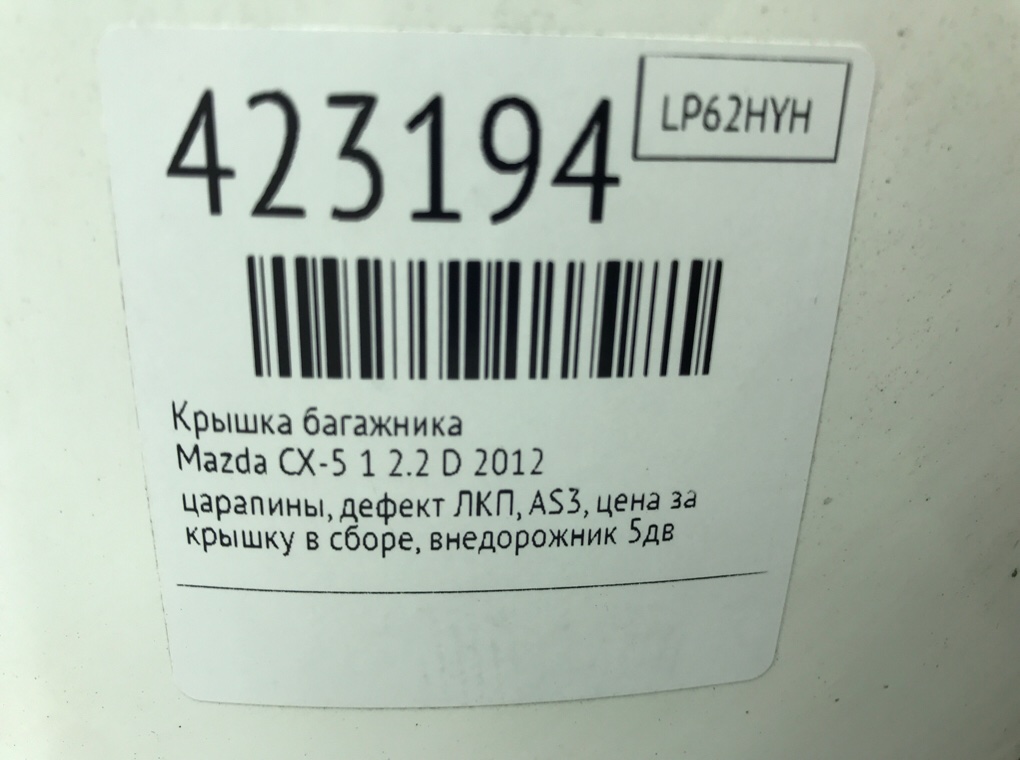 423194
LP62HYH
Крышка багажника
Mazda CX-5 1 2.2 D 2012
царапины, дефект ЛКП, AS3, цена за
крышку в сборе, внедорожник 5дв